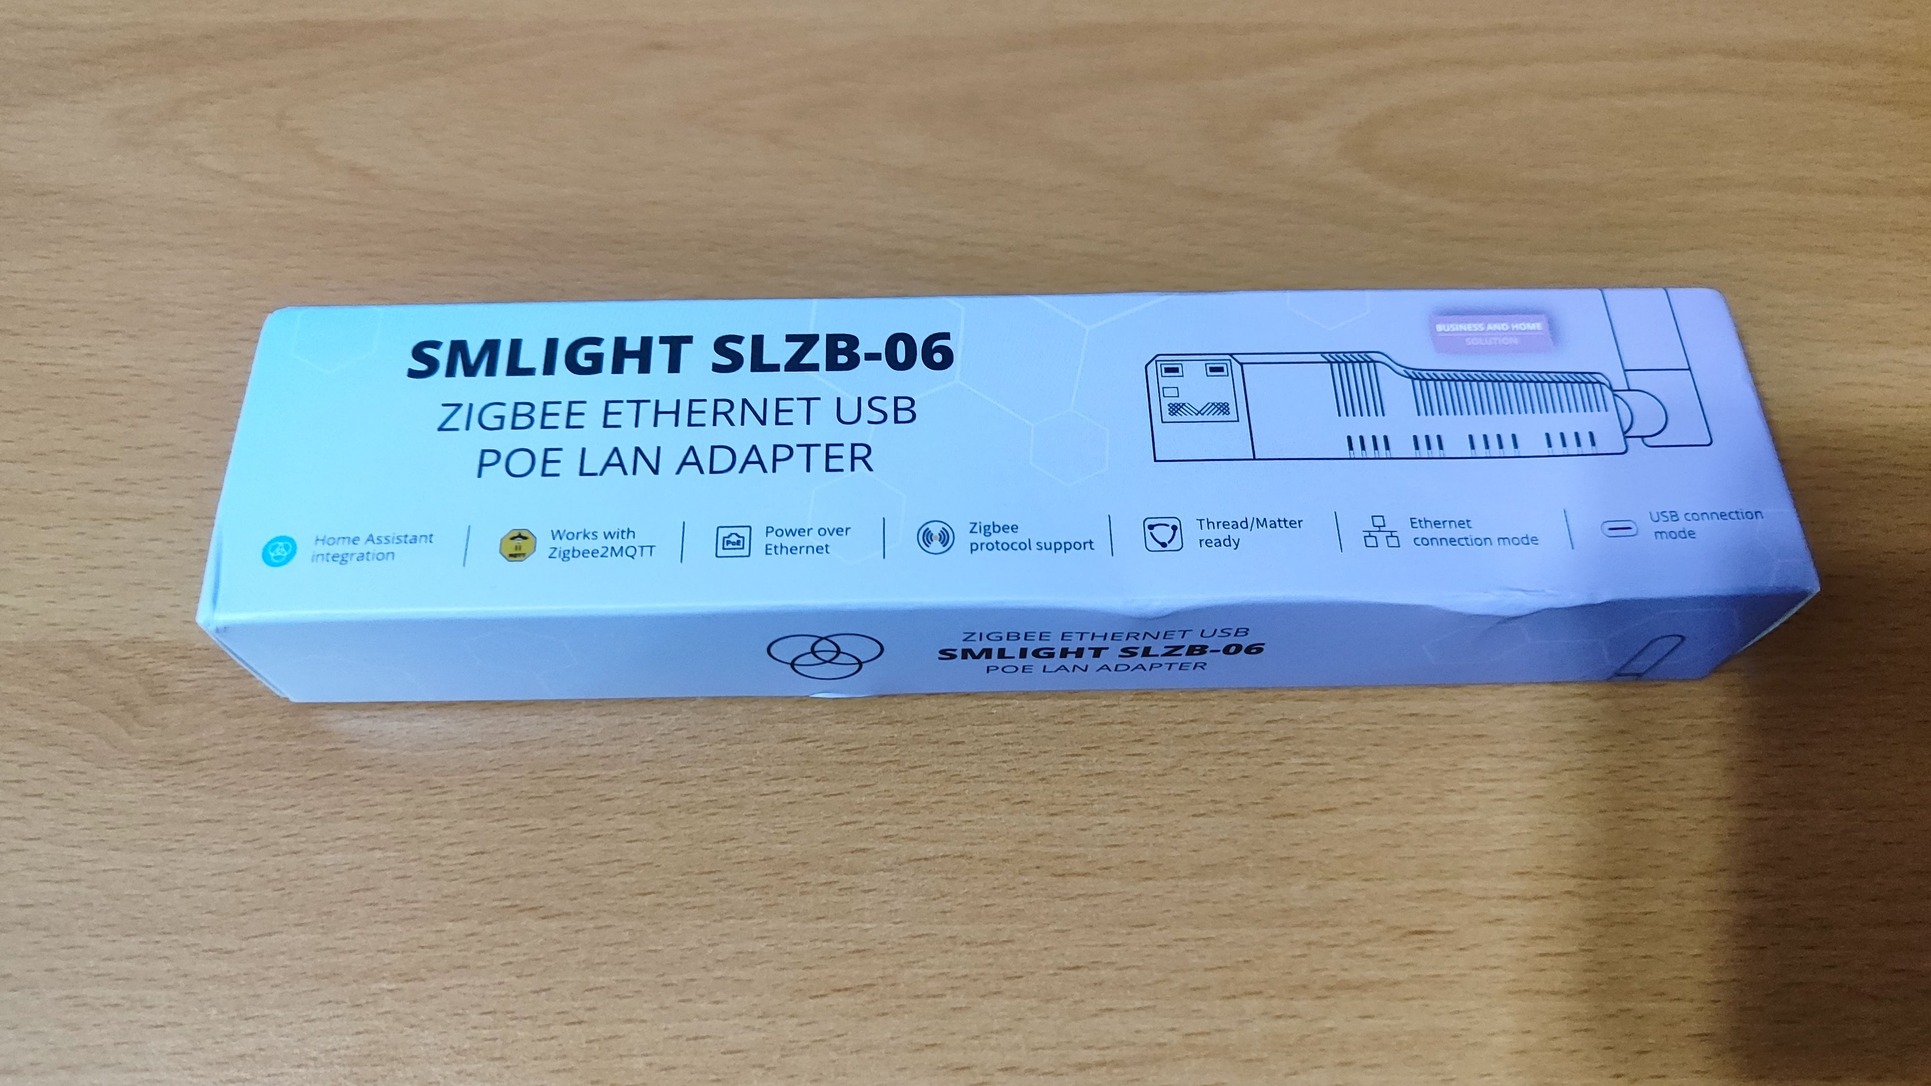 SMLIGHT SLZB-06
ZIGBEE ETHERNET USB
POE LAN ADAPTER
BUSINESS AND HOME
SOLUTION
Home Assistant
integration
Works with
Zigbee2MQTT
PoE
Power over
Ethernet
Zigbee
protocol support
Thread/Matter
ready
Ethernet
connection mode
USB connection
mode
ZIGBEE ETHERNET USB
SMLIGHT SLZB-06
POE LAN ADAPTER